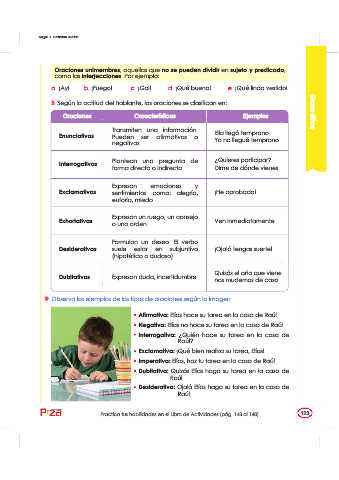 Oraciones unimembres, aquellas que no se pueden dividir en sujeto y predicado,
como las interjecciones. Por ejemplo:
a. ¡Ay! b. ¡Fuego! c. ¡Gol! d. ¡Qué bueno! e. ¡Qué lindo vestido!
Según la actitud del hablante, las oraciones se clasifican en:
Oraciones Características Ejemplos
Enunciativas
Transmiten una información.
Pueden ser afirmativas o
negativas
Ella llegó temprano
Yo no llegué temprano
Interrogativas
Plantean una pregunta de
forma directa o indirecta
¿Quieres participar?
Dime de dónde vienes
Exclamativas
Expresan emociones y
sentimientos como: alegría,
euforia, miedo
¡He aprobado!
Exhortativas
Expresan un ruego, un consejo
o una orden
Ven inmediatamente
Desiderativas
Formulan un deseo. El verbo
suele estar en subjuntivo
(hipotético o dudoso)
¡Ojalá tengas suerte!
Dubitativas
Expresan duda, incertidumbre
Quizás el año que viene
nos mudemos de casa
Observa los ejemplos de los tipos de oraciones según la imagen
• Afirmativa: Elías hace su tarea en la casa de Raúl
• Negativa: Elías no hace su tarea en la casa de Raúl
• Interrogativa: ¿Quién hace su tarea en la casa de
Raúl?
• Exclamativa: ¡Qué bien realiza su tarea, Elías!
• Imperativa: Elías, haz tu tarea en la casa de Raúl
• Dubitativa: Quizás Elías haga su tarea en la casa de
Raúl
• Desiderativa: Ojalá Elías haga su tarea en la casa de
Raúl
Gramática
Practica tus habilidades en el Libro de Actividades (pág. 143 al 145)
123